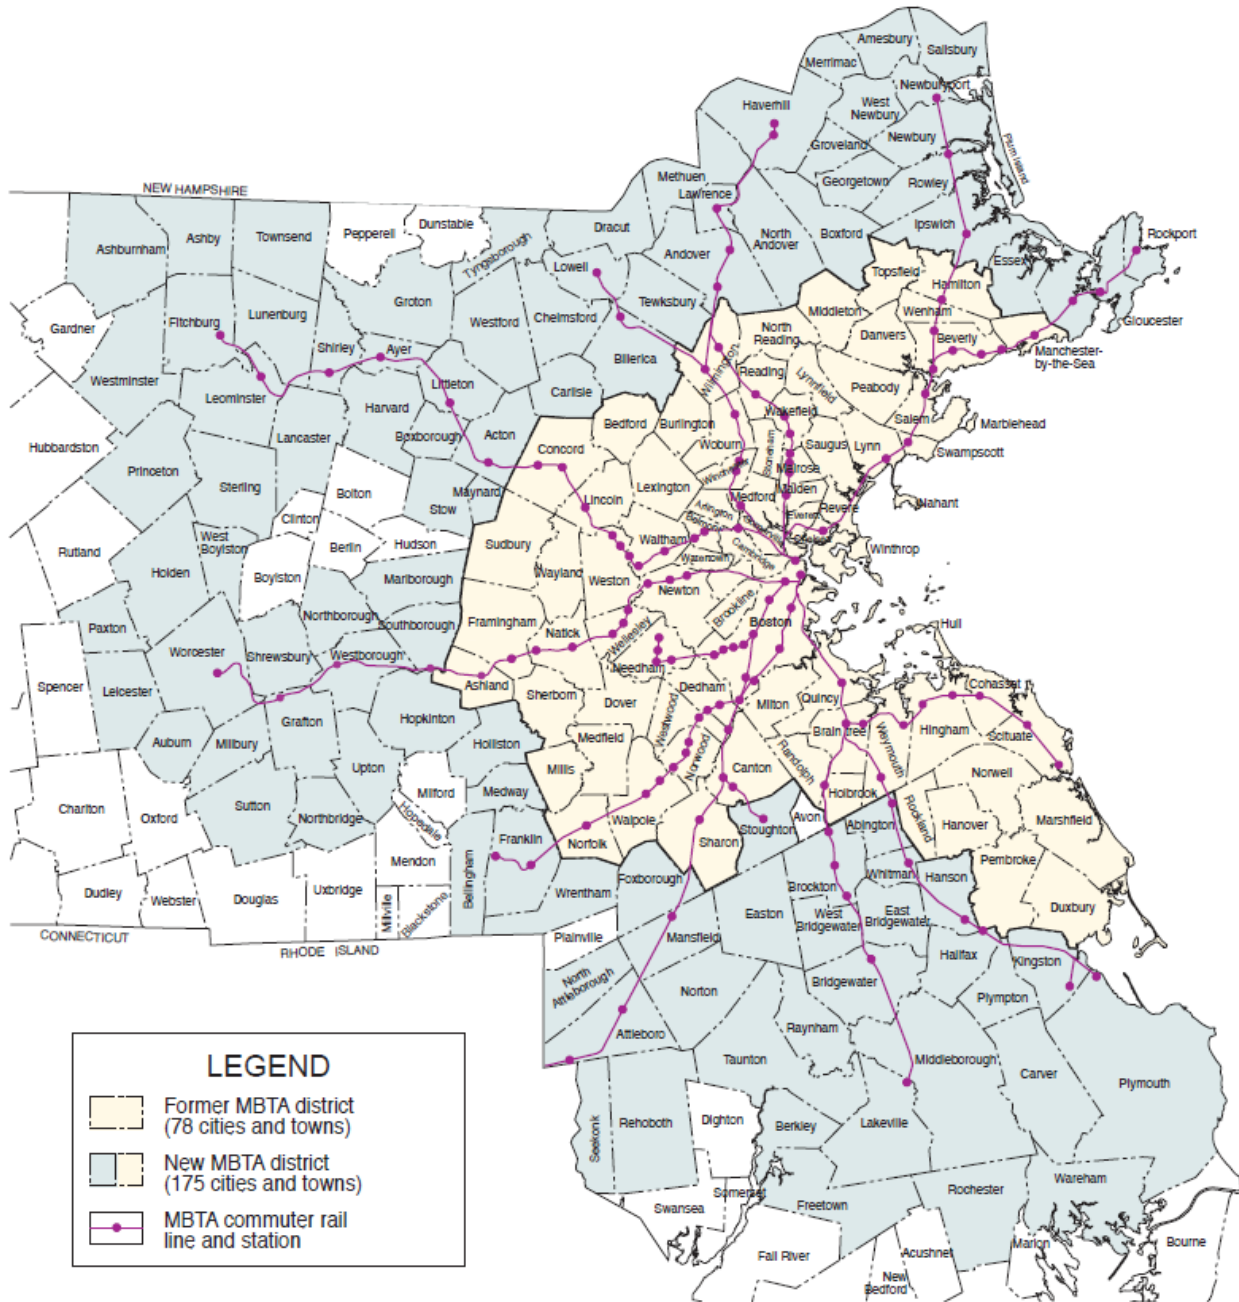 Amesbury
Salisbury
Merrimac
Newburyport
Haverhill
West
Newbury
Newbury
Plum Island
Groveland
Methuen
Georgetown
Rowley
NEW HAMPSHIRE
Lawrence
Dunstable
Dracut
North
Andover
Boxford
Ipswich
Rockport
Ashburnham
Ashby
Townsend
Pepperell
Tyngsborough
Lowell
Andover
Topsfield
Essex
Groton
Hamilton
Tewksbury
Middleton
Wenham
Gloucester
Gardner
Fitchburg
Lunenburg
Westford
Chelmsford
North
Reading
Danvers
Beverly
Manchester-
by-the-Sea
Shirley
Ayer
Billerica
Wilmington
Reading
Lynnfield
Peabody
Westminster
Leominster
Littleton
Carlisle
Harvard
Wakefield
Salem
Marblehead
Lancaster
Boxborough
Acton
Bedford
Burlington
Woburn
Stoneham
Saugus
Lynn
Swampscott
Hubbardston
Concord
Princeton
Sterling
Bolton
Maynard
Stow
Lincoln
Lexington
Winchester
Melrose
Malden
Medford
Nahant
Clinton
Arlington
Everett
Revere
West
Boylston
Berlin
Hudson
Sudbury
Waltham
Belmont
Somerville
Chelsea
Winthrop
Rutland
Holden
Boylston
Marlborough
Wayland
Weston
Watertown
Cambridge
Newton
Brookline
Northborough
Southborough
Framingham
Natick
Wellesley
Boston
Hull
Paxton
Worcester
Shrewsbury
Westborough
Needham
Spencer
Leicester
Ashland
Sherborn
Dover
Dedham
Milton
Quincy
Cohasset
Grafton
Hopkinton
Westwood
Auburn
Millbury
Holliston
Medfield
Norwood
Braintree
Weymouth
Hingham
Scituate
Upton
Millis
Canton
Randolph
Norwell
Charlton
Oxford
Sutton
Northbridge
Milford
Medway
Holbrook
Hopedale
Walpole
Avon
Abington
Rockland
Hanover
Marshfield
Franklin
Norfolk
Sharon
Stoughton
Mendon
Bellingham
Foxborough
Whitman
Hanson
Pembroke
Dudley
Webster
Douglas
Uxbridge
Millville
Blackstone
Wrentham
Easton
Brockton
West
Bridgewater
East
Bridgewater
Duxbury
CONNECTICUT
RHODE ISLAND
Plainville
Mansfield
Halifax
Kingston
North
Attleborough
Norton
Bridgewater
Plympton
Attleboro
Raynham
Taunton
Middleborough
Carver
Plymouth
Seekonk
Rehoboth
Dighton
Berkley
Lakeville
Swansea
Somerset
Freetown
Rochester
Wareham
Fall River
Acushnet
New
Bedford
Marion
Bourne
LEGEND
Former MBTA district
(78 cities and towns)
New MBTA district
(175 cities and towns)
MBTA commuter rail
line and station